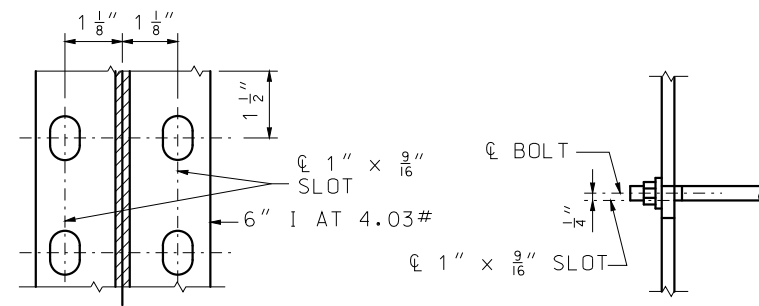 1 1/8" 1 1/8"
1 1/2"
℄ 1" × 9/16"
SLOT
6" I AT 4.03#
℄ BOLT
1/4"
℄ 1" × 9/16" SLOT